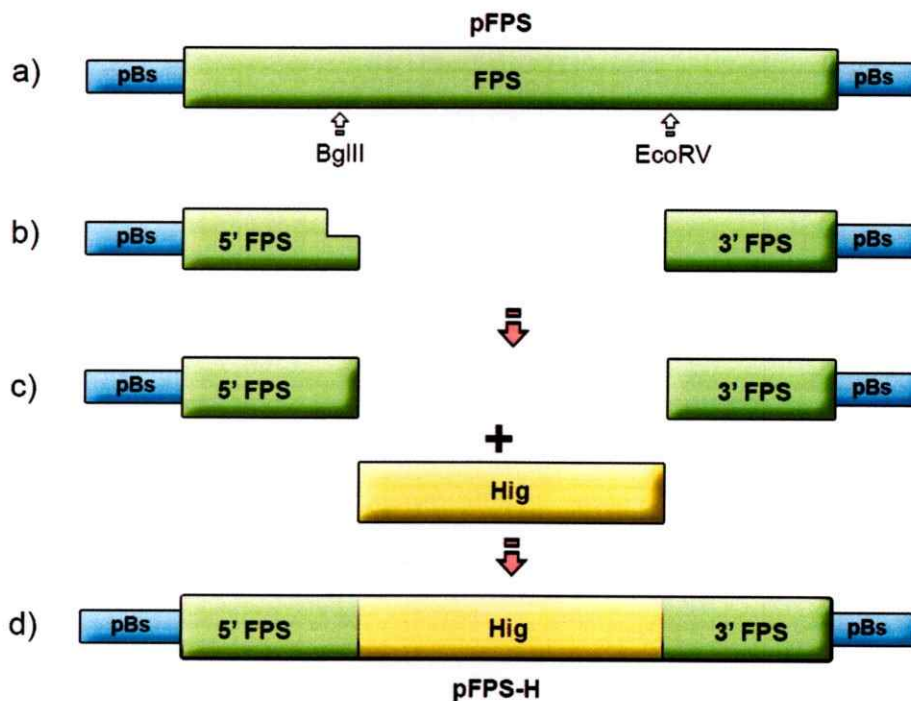 pFPS
a) pBs FPS pBs
BglII EcoRV
b) pBs 5' FPS 3' FPS pBs
c) pBs 5' FPS 3' FPS pBs
+
Hig
d) pBs 5' FPS Hig 3' FPS pBs
pFPS-H